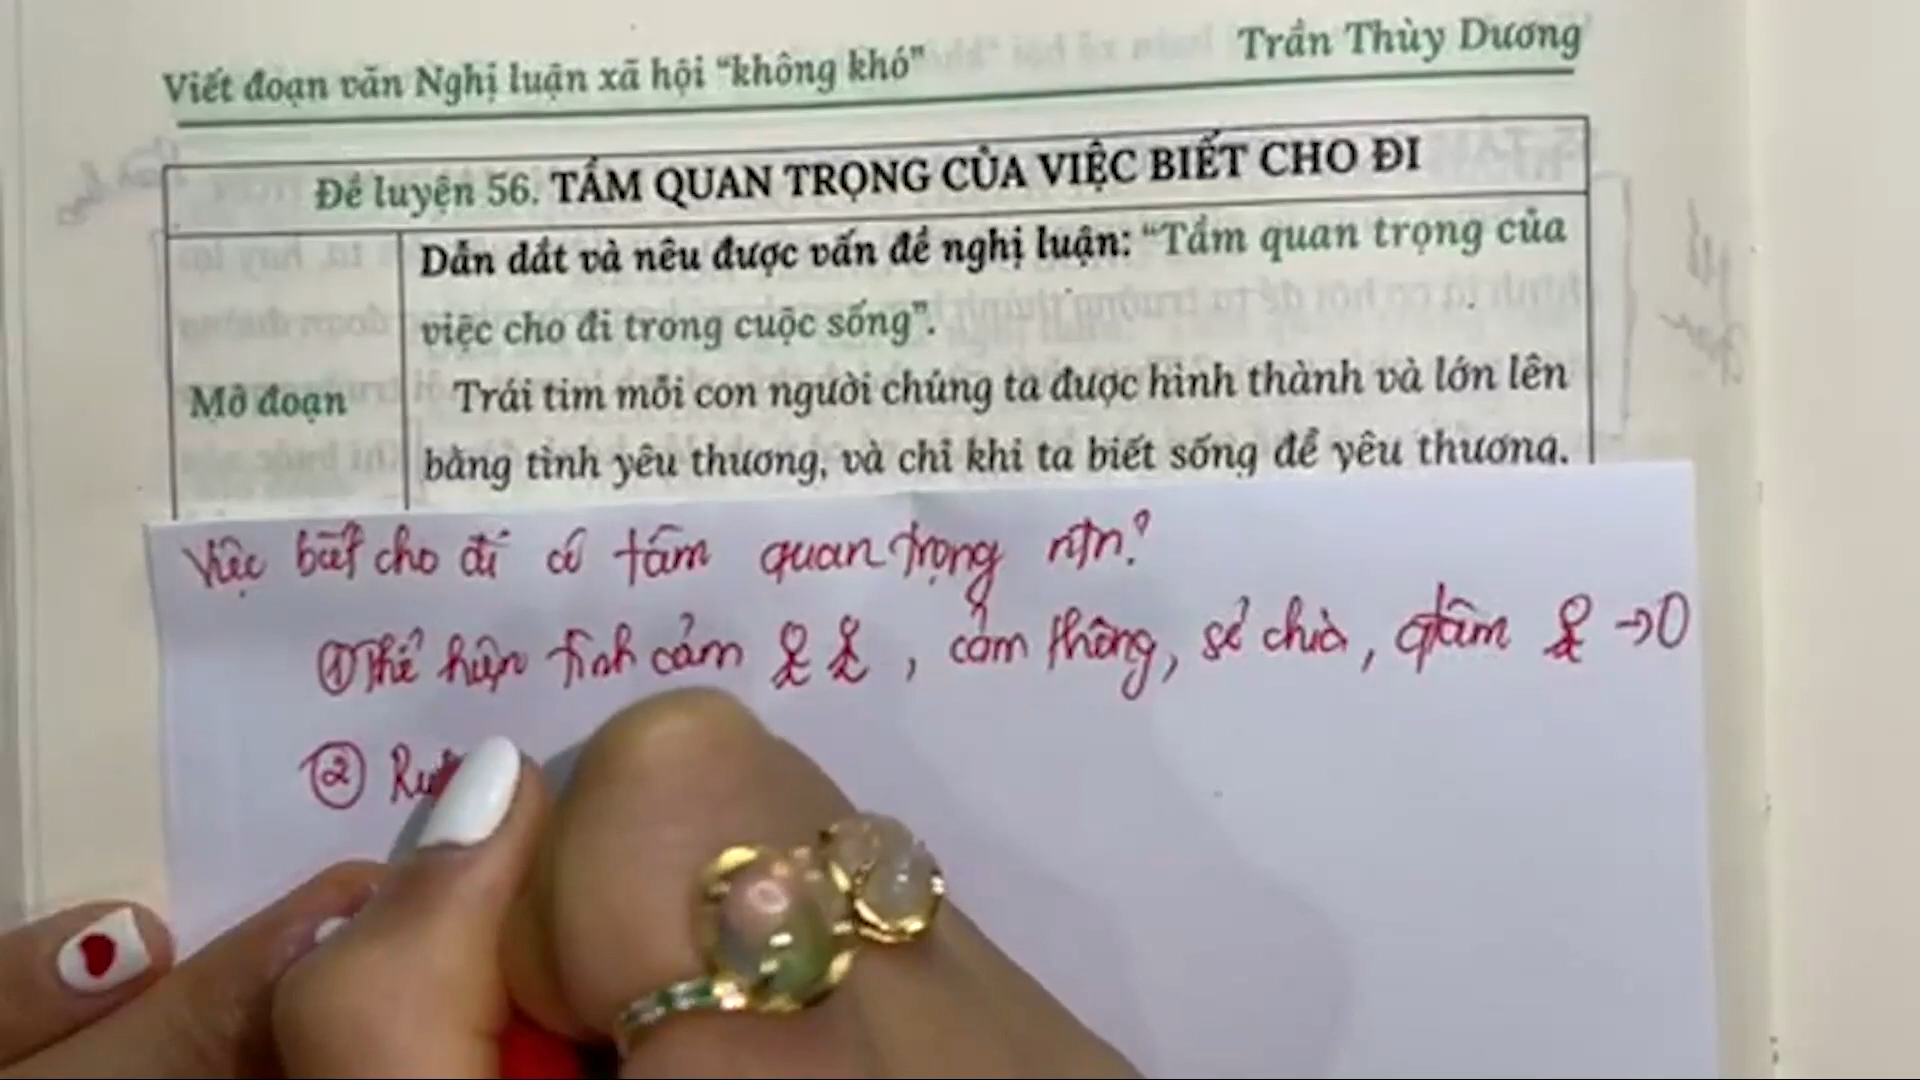 Viết đoạn văn Nghị luận xã hội “không khó” Trần Thùy Dương
Đề luyện 56. TẦM QUAN TRỌNG CỦA VIỆC BIẾT CHO ĐI
Dẫn dắt và nêu được vấn đề nghị luận: “Tầm quan trọng của
việc cho đi trong cuộc sống”.
Mở đoạn
Trái tim mỗi con người chúng ta được hình thành và lớn lên
bằng tình yêu thương, và chỉ khi ta biết sống để yêu thương,
Việc biết cho đi có tầm quan trọng ntn?
① Thể hiện tình cảm , cảm thông, sẻ chia, qtâm
②